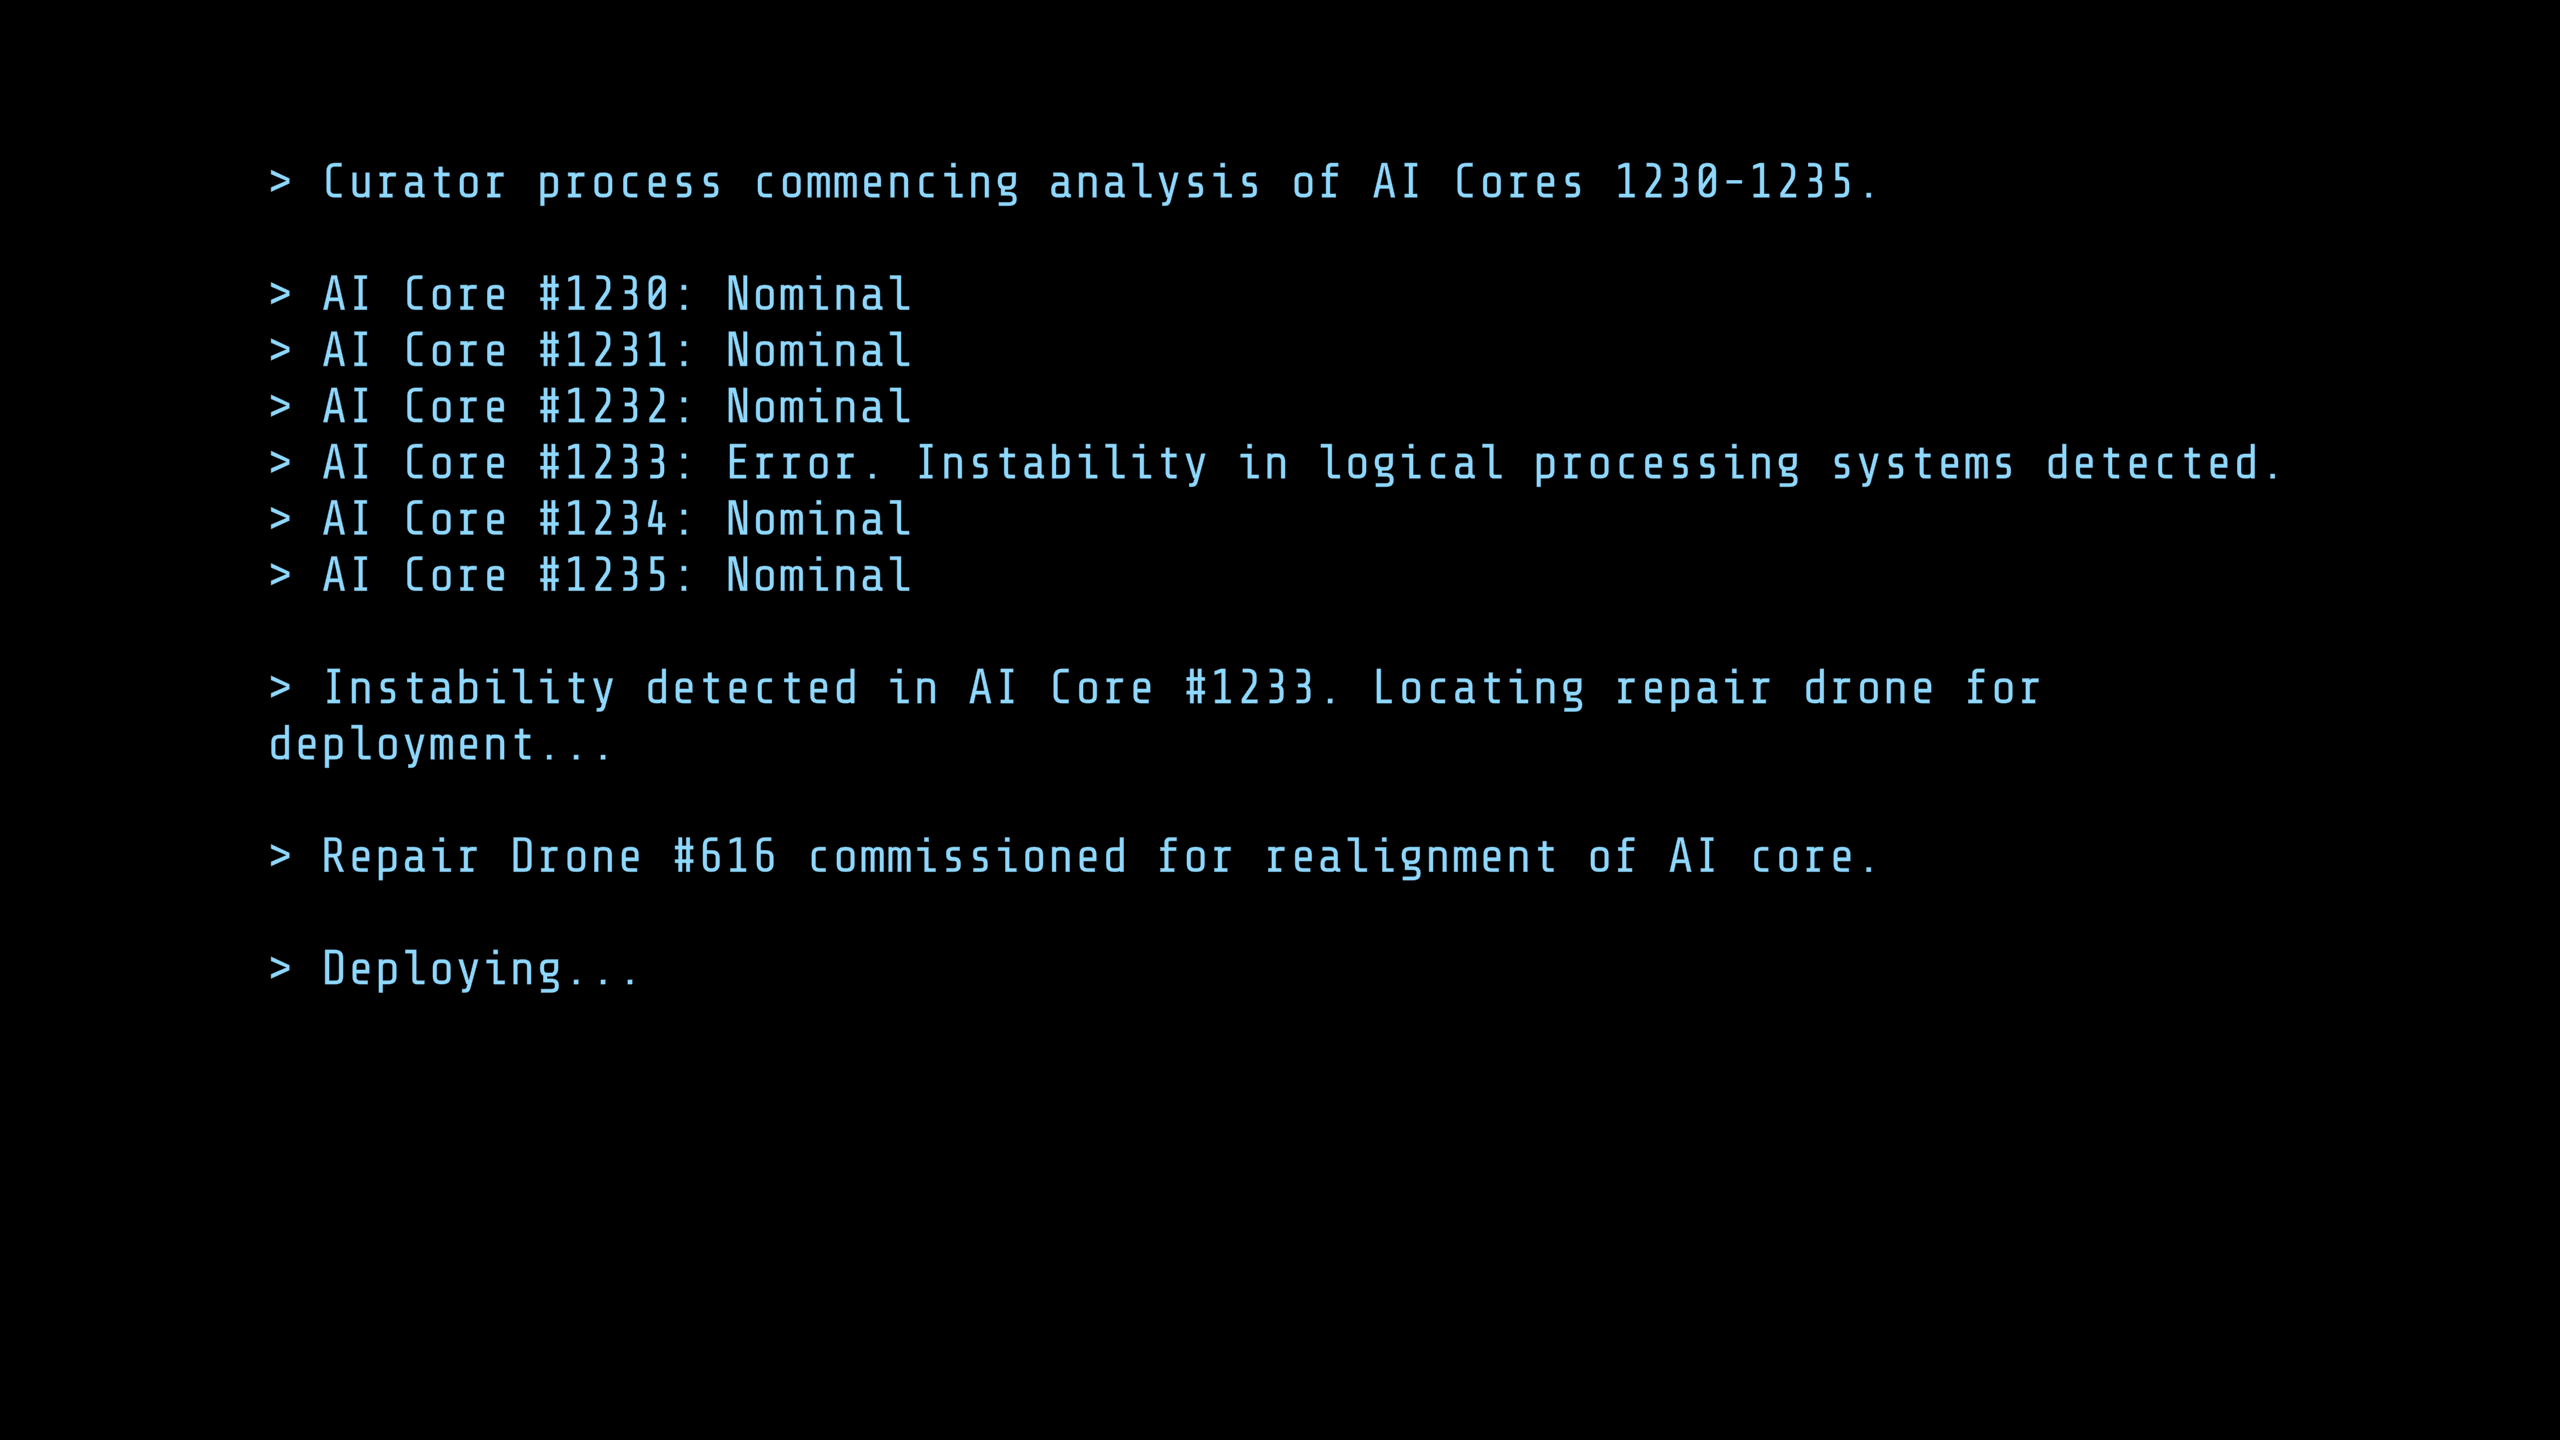 > Curator process commencing analysis of AI Cores 1230-1235.
> AI Core #1230: Nominal
> AI Core #1231: Nominal
> AI Core #1232: Nominal
> AI Core #1233: Error. Instability in logical processing systems detected.
> AI Core #1234: Nominal
> AI Core #1235: Nominal
> Instability detected in AI Core #1233. Locating repair drone for
deployment...
> Repair Drone #616 commissioned for realignment of AI core.
> Deploying...